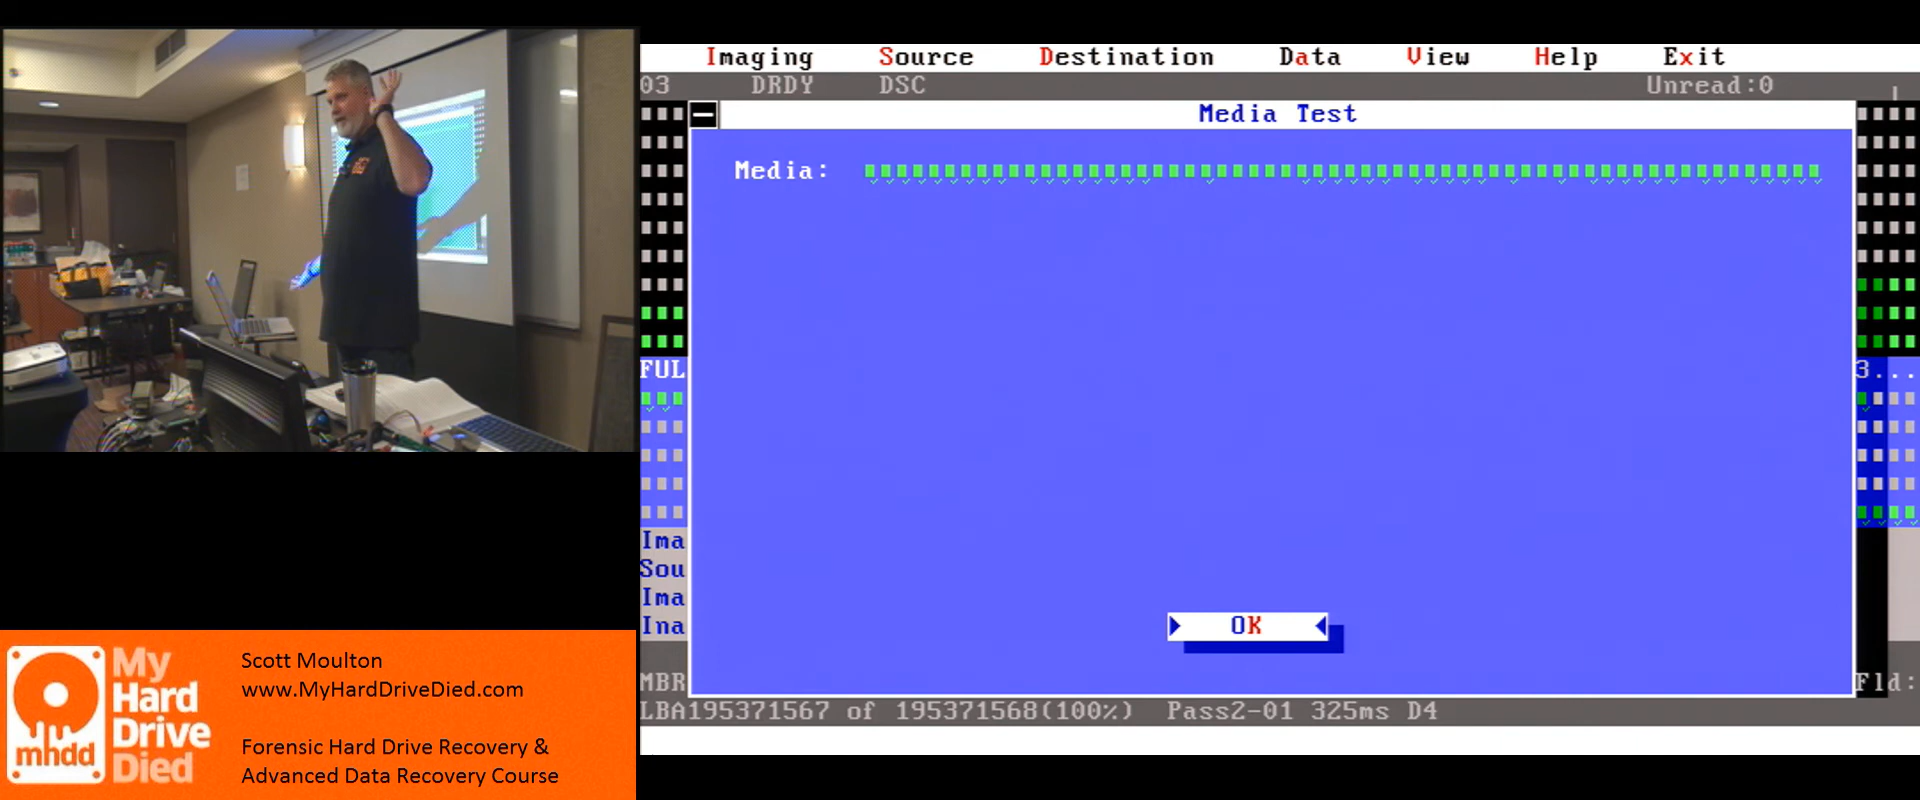 Imaging Source Destination Data View Help Exit
03 DRDY DSC Unread:0
Media Test
Media:
FUL 3...
Ima
Sou
Ima
Ina
OK
MBR Fld:
LBA195371567 of 195371568(100%) Pass2-01 325ms D4
My
Hard
Drive
Died
mhdd
Scott Moulton
www.MyHardDriveDied.com
Forensic Hard Drive Recovery &
Advanced Data Recovery Course